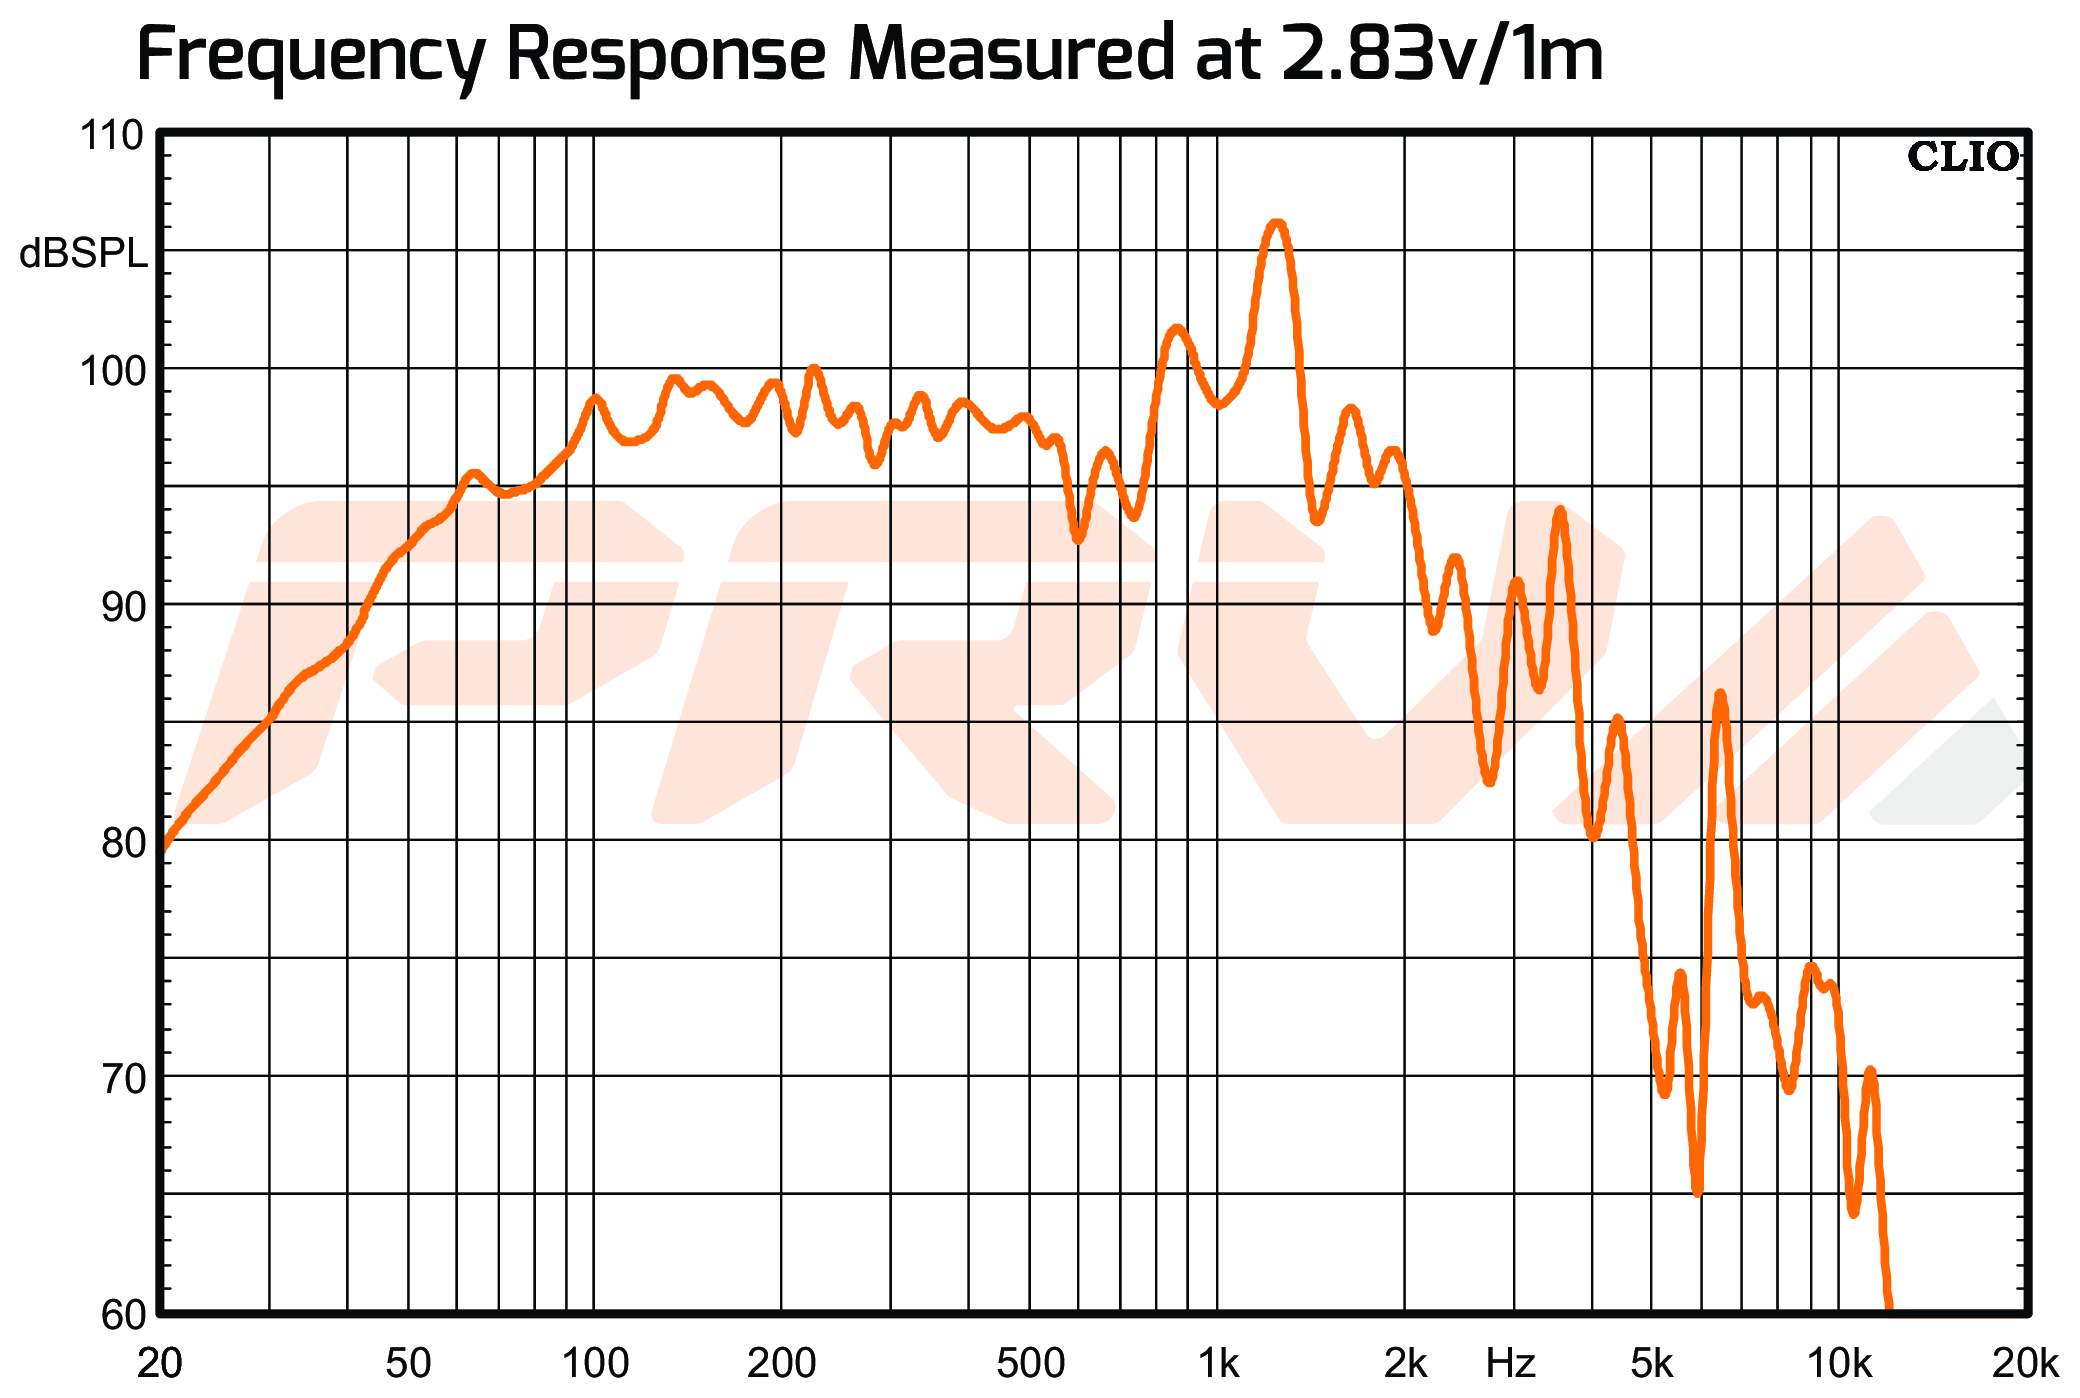 Frequency Response Measured at 2.83v/1m
110
CLIO
dBSPL
100
PRV
90
80
70
60
20 50 100 200 500 1k 2k Hz 5k 10k 20k